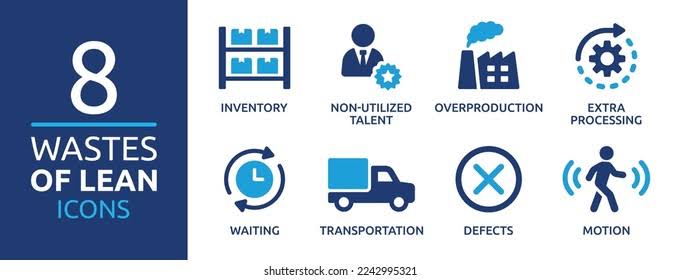 8
WASTES
OF LEAN
ICONS
INVENTORY
NON-UTILIZED
TALENT
OVERPRODUCTION
EXTRA
PROCESSING
WAITING
TRANSPORTATION
DEFECTS
MOTION
shutterstock.com · 2242995321